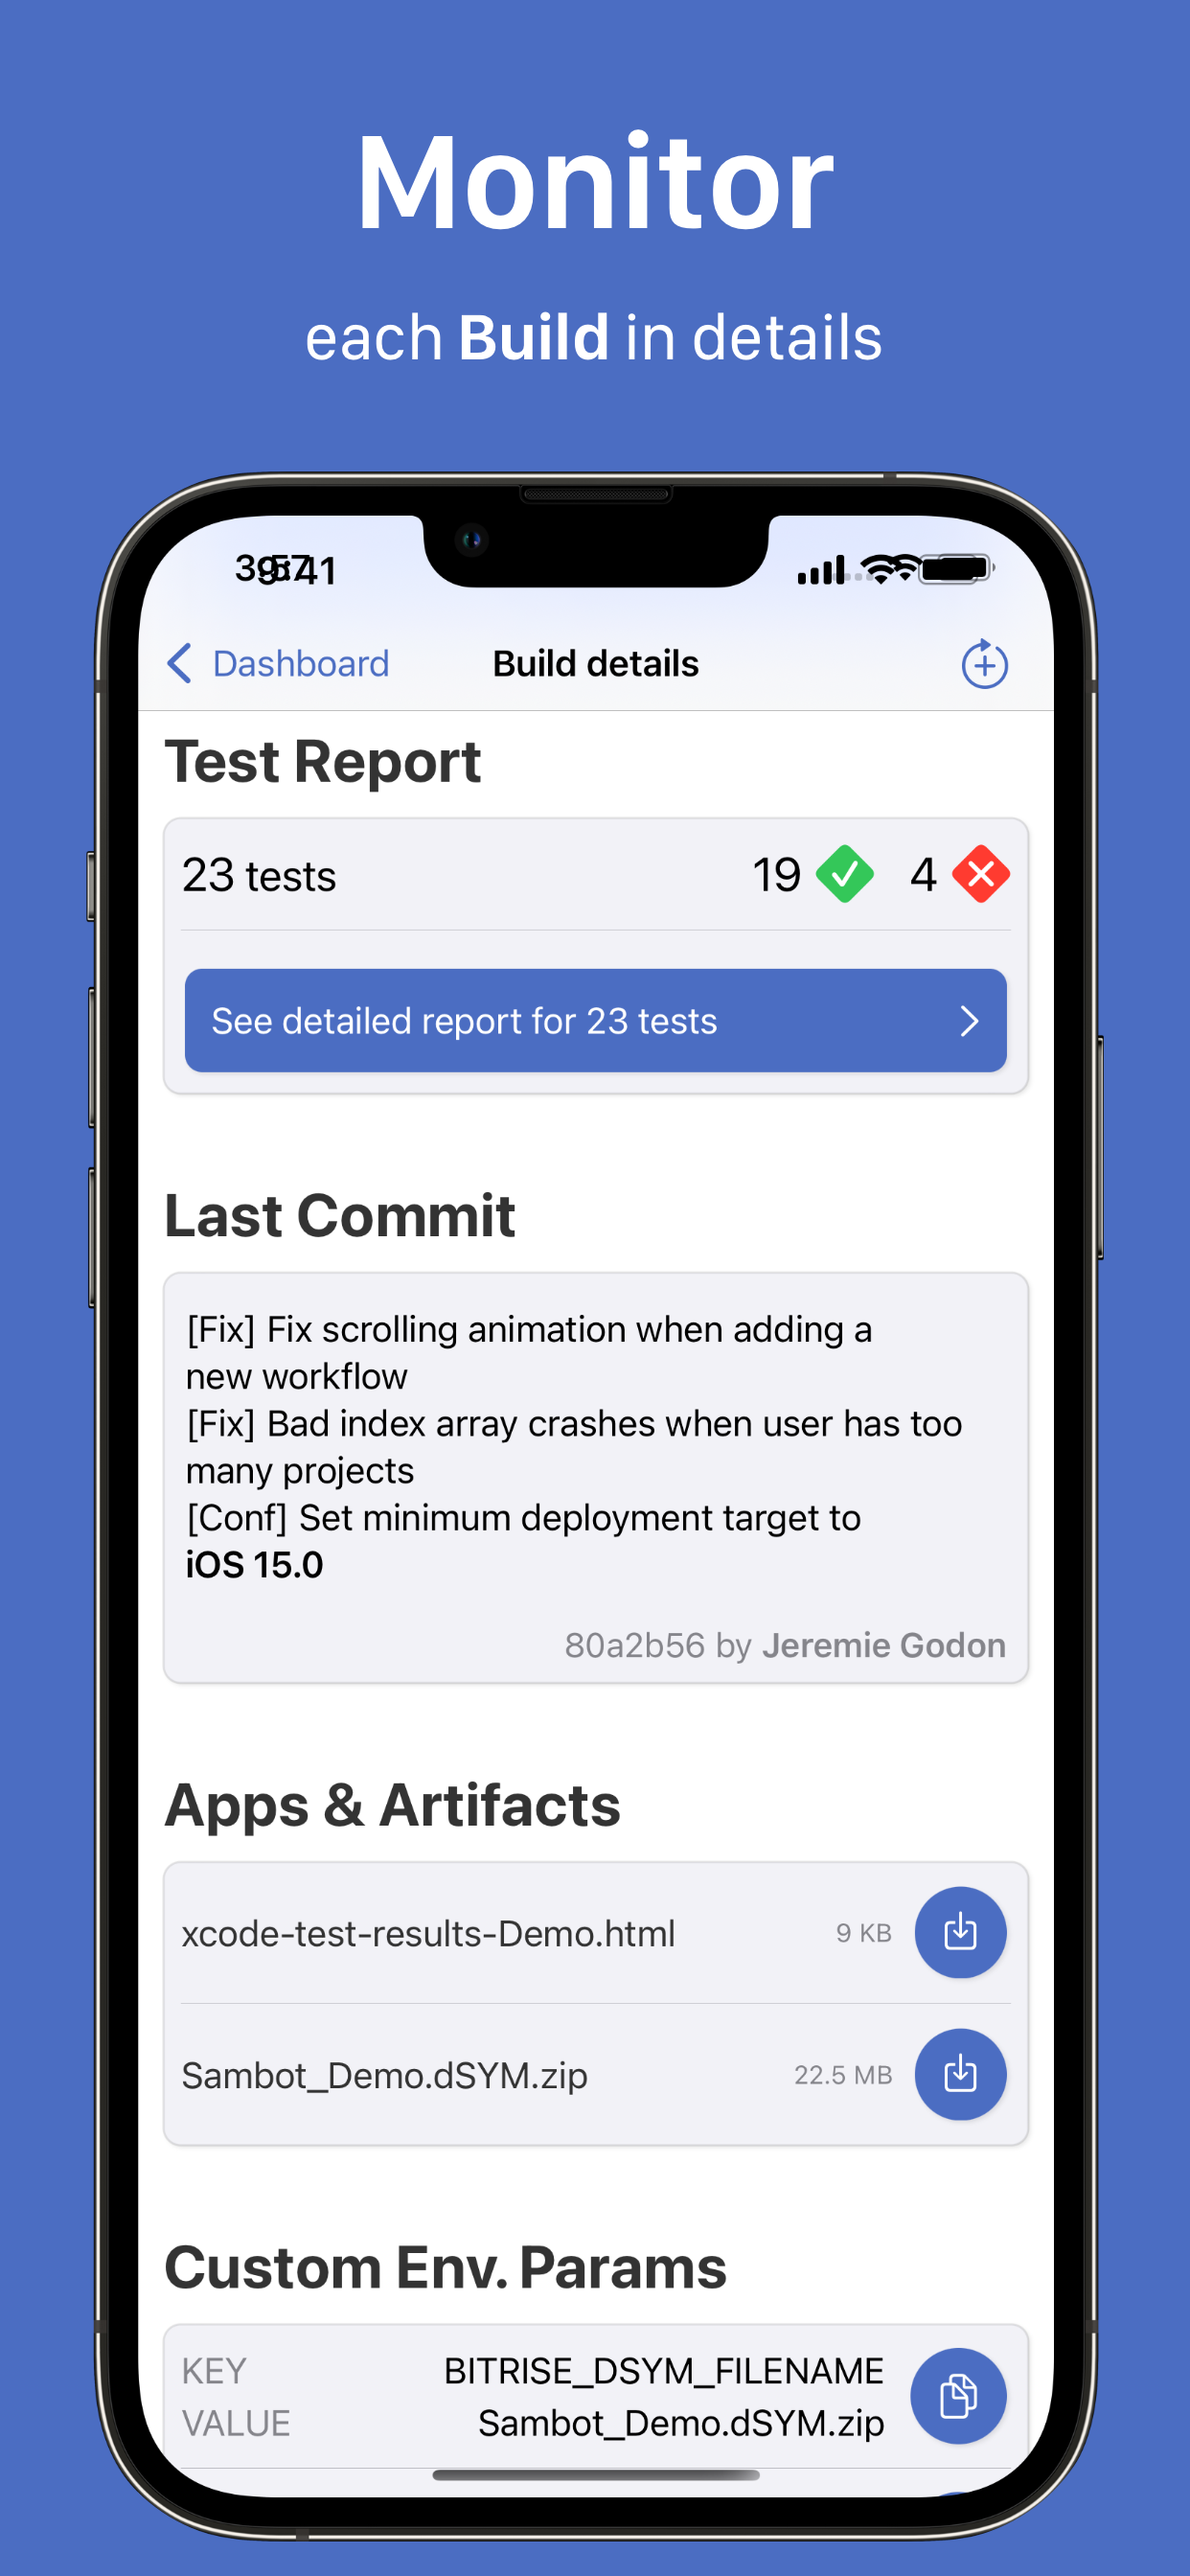 Monitor
each Build in details
Dashboard
Build details
Test Report
23 tests
19
4
See detailed report for 23 tests
Last Commit
[Fix] Fix scrolling animation when adding a
new workflow
[Fix] Bad index array crashes when user has too
many projects
[Conf] Set minimum deployment target to
iOS 15.0
80a2b56 by Jeremie Godon
Apps & Artifacts
xcode-test-results-Demo.html
9 KB
Sambot_Demo.dSYM.zip
22.5 MB
Custom Env. Params
KEY
BITRISE_DSYM_FILENAME
VALUE
Sambot_Demo.dSYM.zip